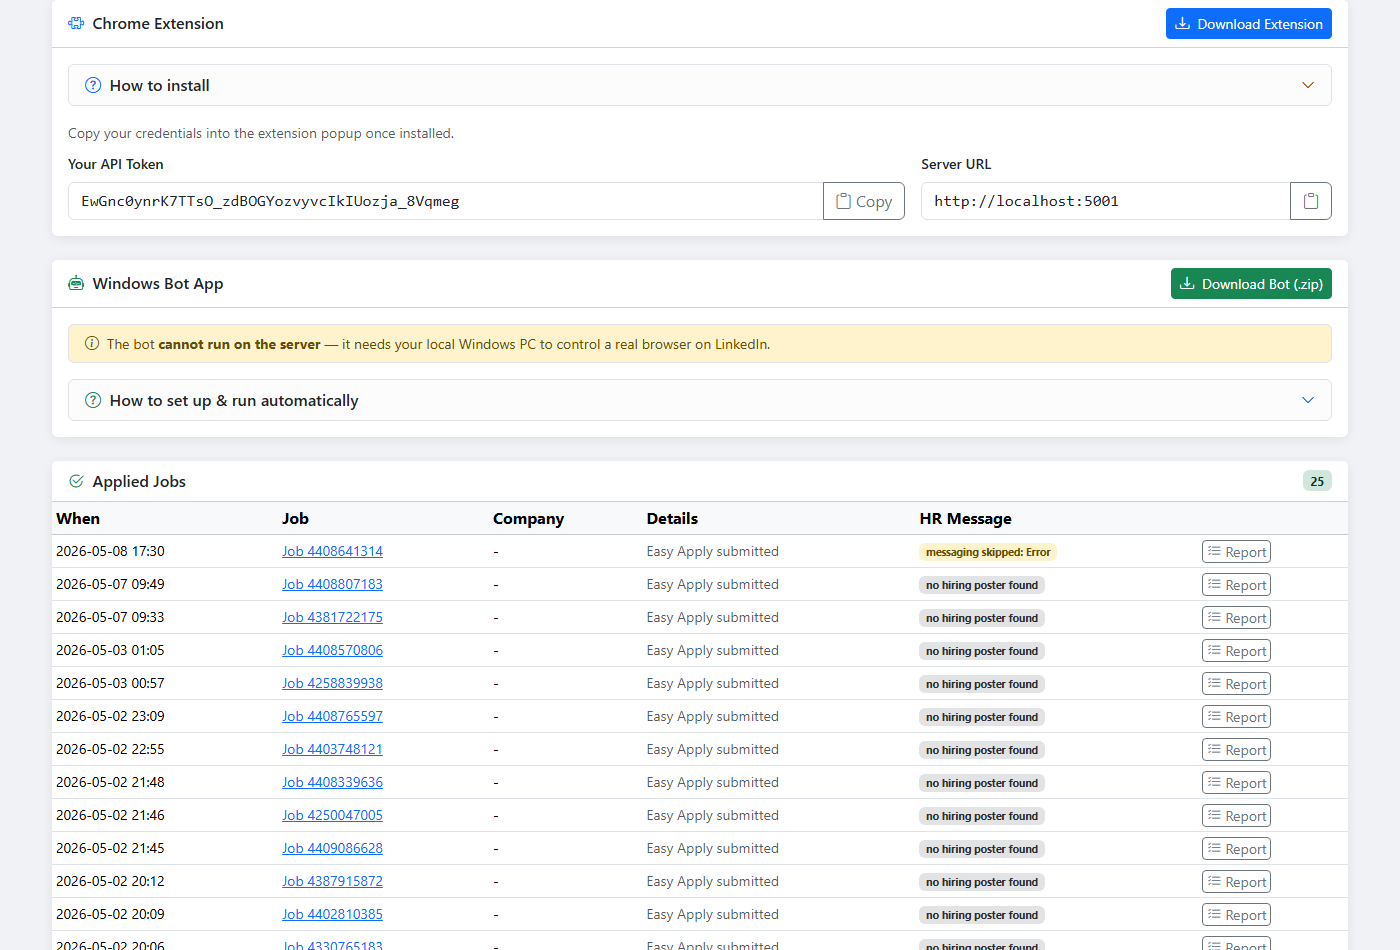 Chrome Extension
Download Extension
How to install
Copy your credentials into the extension popup once installed.
Your API Token
Server URL
EwGnc0ynrK7TTsO_zdBOGYozvyvcIkIUozja_8Vqmeg
Copy
http://localhost:5001
Windows Bot App
Download Bot (.zip)
The bot cannot run on the server — it needs your local Windows PC to control a real browser on LinkedIn.
How to set up & run automatically
Applied Jobs
25
When Job Company Details HR Message
2026-05-08 17:30 Job 4408641314 - Easy Apply submitted messaging skipped: Error Report
2026-05-07 09:49 Job 4408807183 - Easy Apply submitted no hiring poster found Report
2026-05-07 09:33 Job 4381722175 - Easy Apply submitted no hiring poster found Report
2026-05-03 01:05 Job 4408570806 - Easy Apply submitted no hiring poster found Report
2026-05-03 00:57 Job 4258839938 - Easy Apply submitted no hiring poster found Report
2026-05-02 23:09 Job 4408765597 - Easy Apply submitted no hiring poster found Report
2026-05-02 22:55 Job 4403748121 - Easy Apply submitted no hiring poster found Report
2026-05-02 21:48 Job 4408339636 - Easy Apply submitted no hiring poster found Report
2026-05-02 21:46 Job 4250047005 - Easy Apply submitted no hiring poster found Report
2026-05-02 21:45 Job 4409086628 - Easy Apply submitted no hiring poster found Report
2026-05-02 20:12 Job 4387915872 - Easy Apply submitted no hiring poster found Report
2026-05-02 20:09 Job 4402810385 - Easy Apply submitted no hiring poster found Report
2026-05-02 20:06 Job 4330765183 - Easy Apply submitted no hiring poster found Report